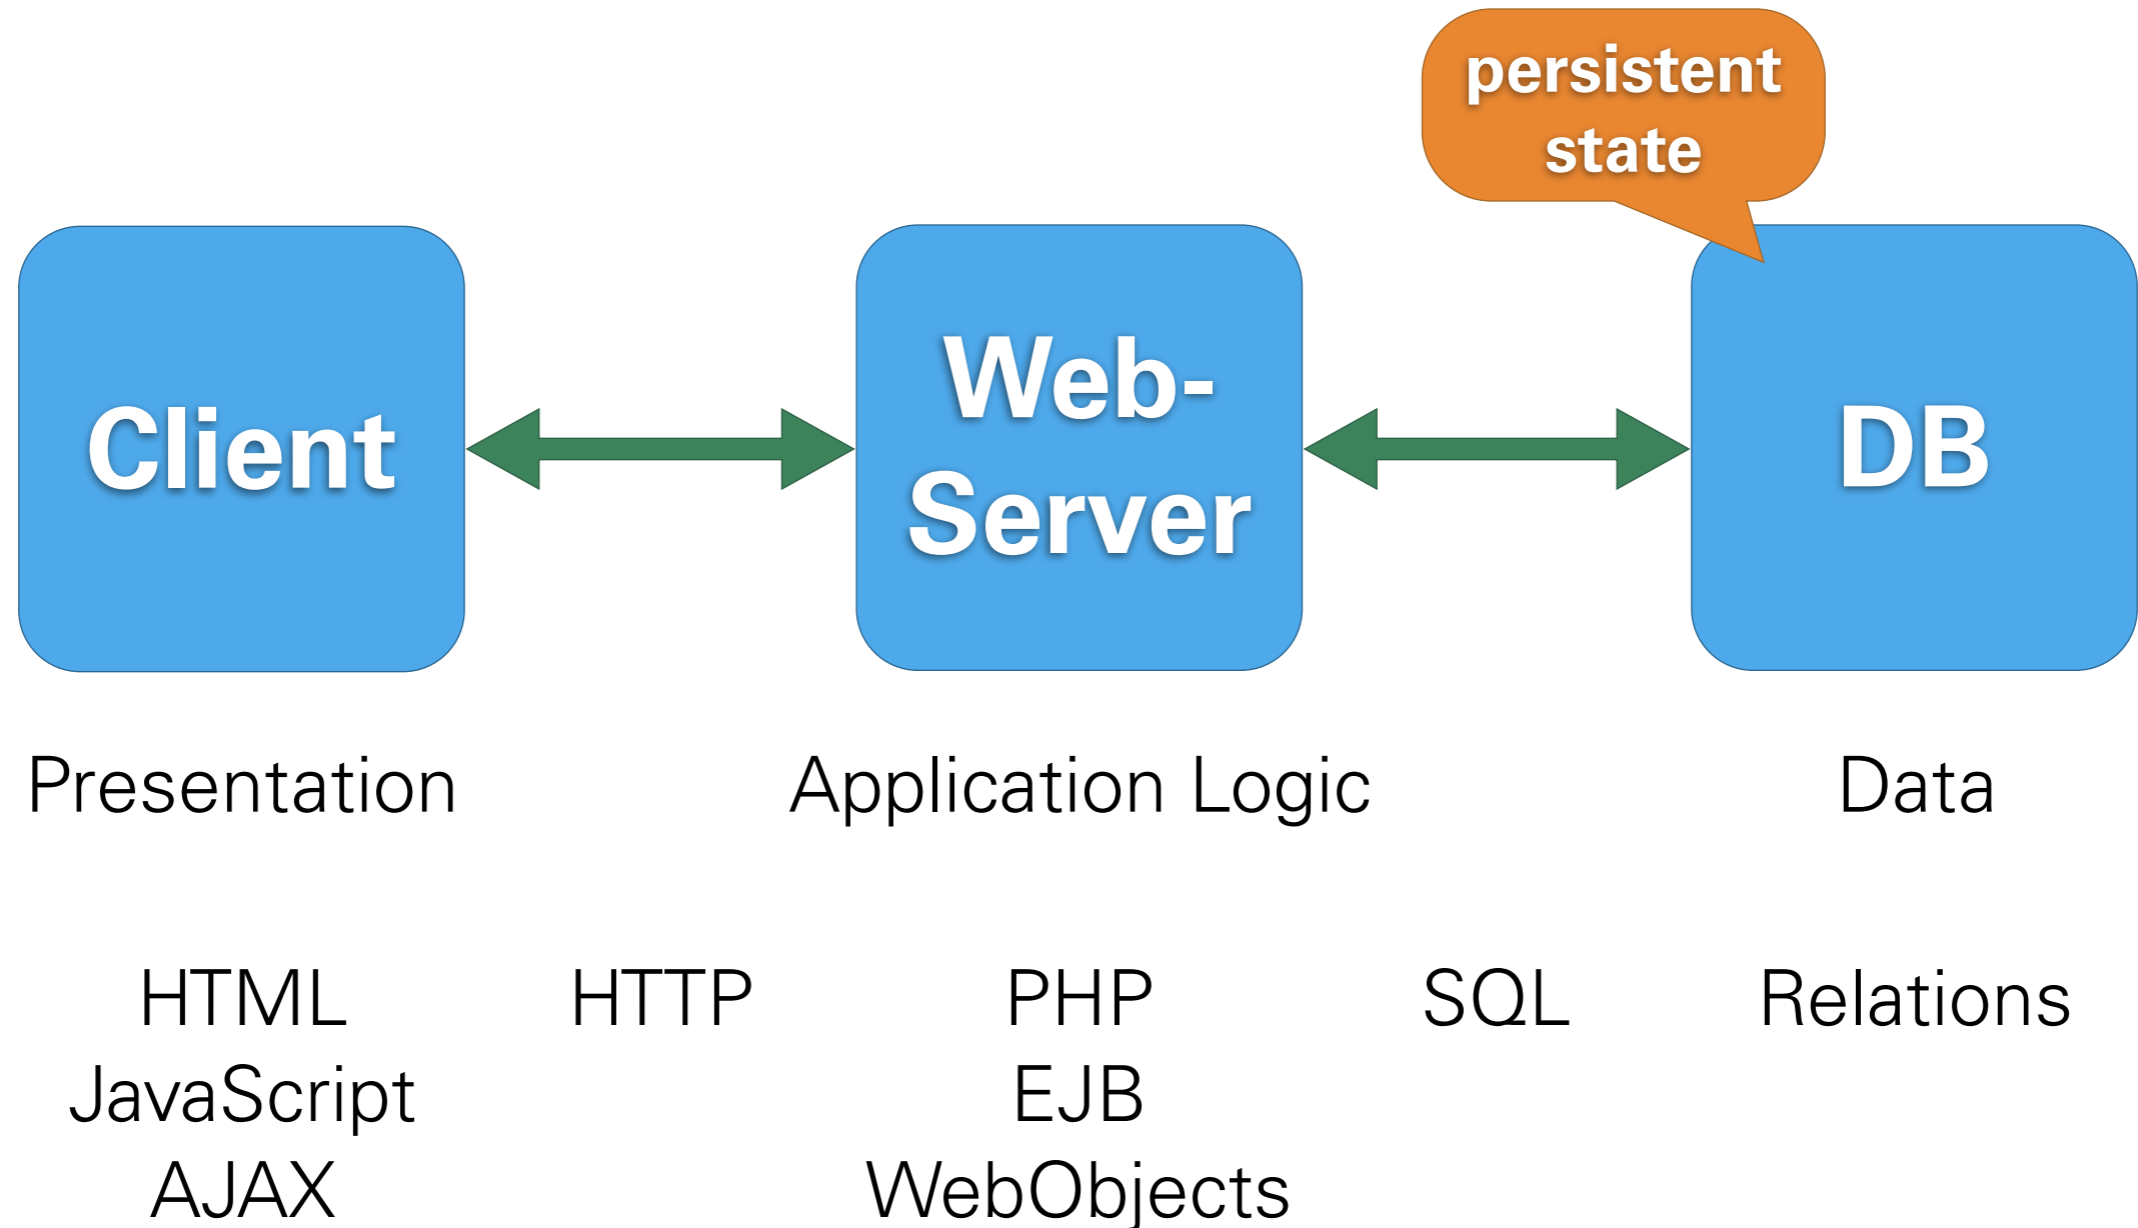 persistent
state
Client
Web-
Server
DB
Presentation
Application Logic
Data
HTML
HTTP
PHP
SQL
Relations
JavaScript
EJB
AJAX
WebObjects